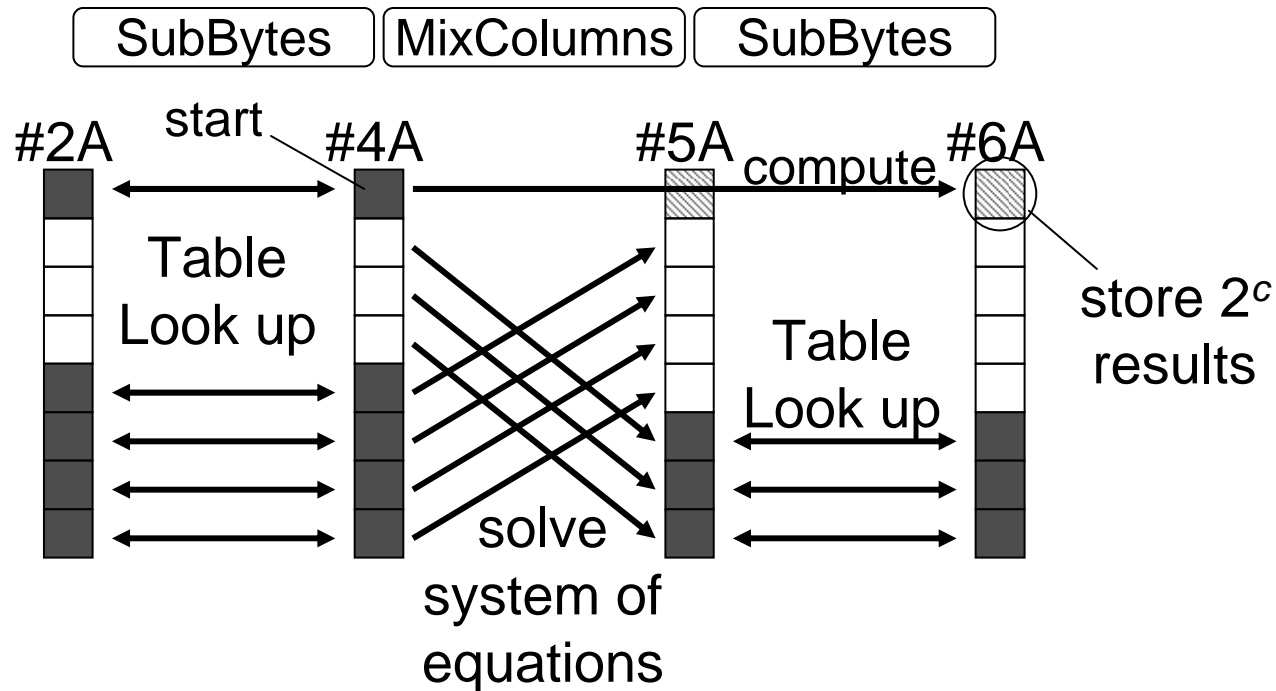 SubBytes MixColumns SubBytes
start
#2A #4A #5A #6A
compute
Table
Look up
Table
Look up
store 2^c
results
solve
system of
equations